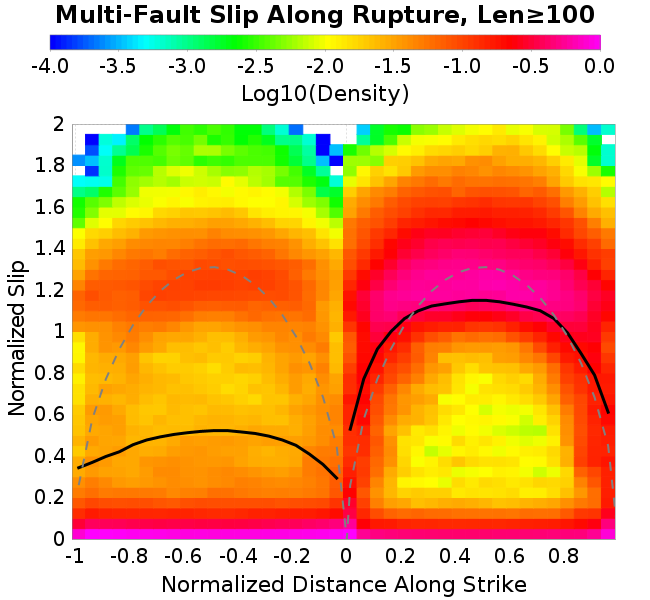 Multi-Fault Slip Along Rupture, Len≥100
-4.0 -3.5 -3.0 -2.5 -2.0 -1.5 -1.0 -0.5 0.0
Log10(Density)
2
1.8
1.6
1.4
1.2
1
0.8
0.6
0.4
0.2
0
Normalized Slip
-1 -0.8 -0.6 -0.4 -0.2 0 0.2 0.4 0.6 0.8
Normalized Distance Along Strike